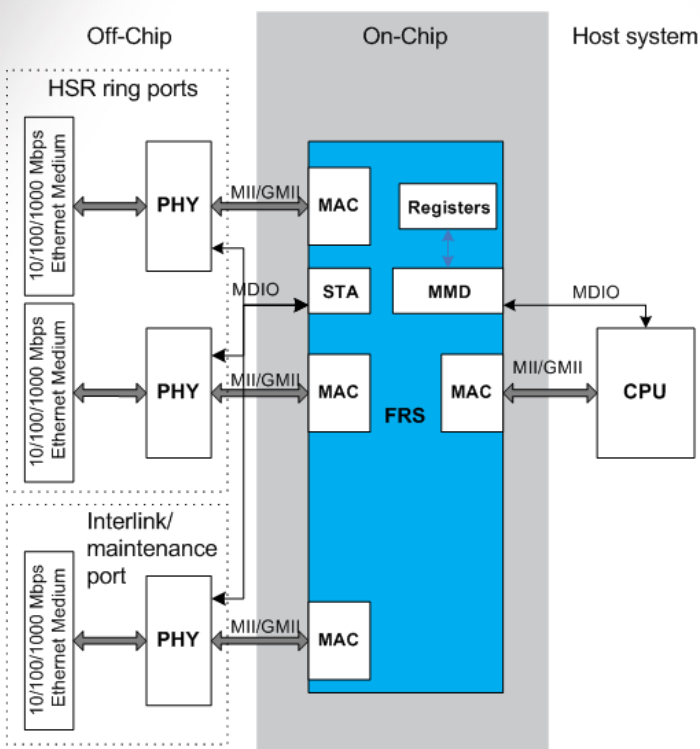 Off-Chip
On-Chip
Host system
HSR ring ports
10/100/1000 Mbps
Ethernet Medium
PHY
MII/GMII
MAC
Registers
MDIO
STA
MMD
MDIO
10/100/1000 Mbps
Ethernet Medium
PHY
MII/GMII
MAC
FRS
MAC
MII/GMII
CPU
Interlink/
maintenance
port
10/100/1000 Mbps
Ethernet Medium
PHY
MII/GMII
MAC